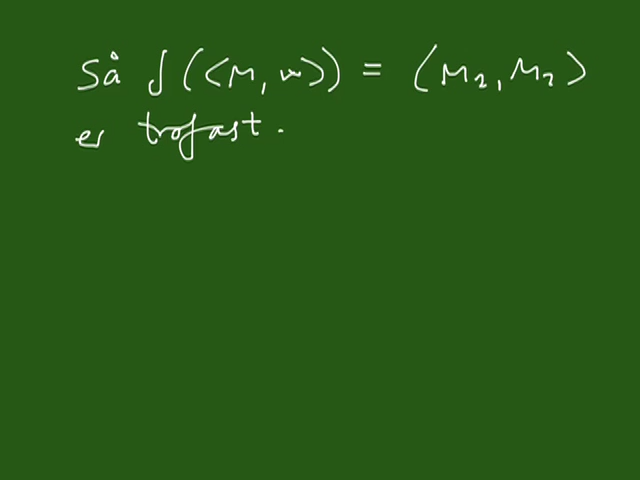 Så f(<M, w>) = (M₂, M₂>
er trofast.